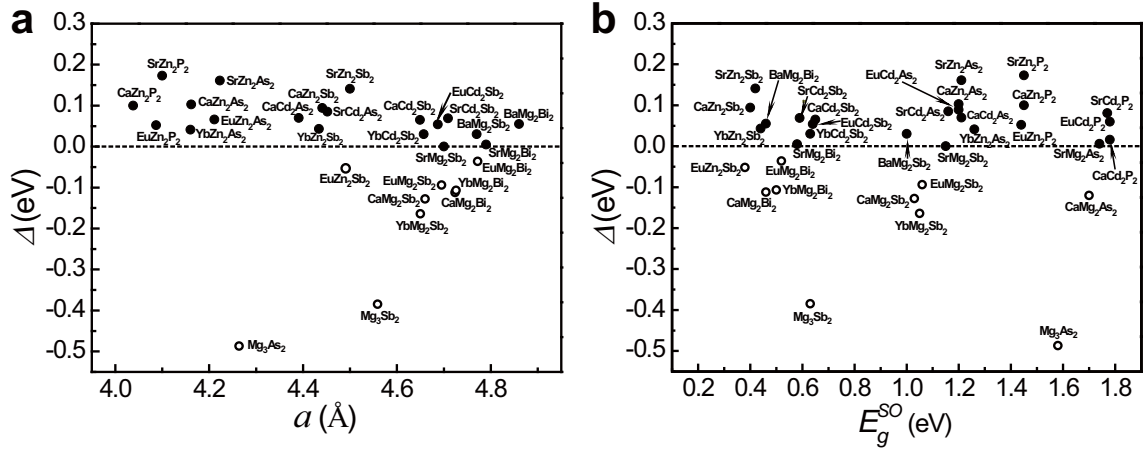 a
0.3
0.2
0.1
0.0
-0.1
-0.2
-0.3
-0.4
-0.5
Δ (eV)
SrZn₂P₂
SrZn₂As₂
SrZn₂Sb₂
CaZn₂P₂
CaZn₂As₂
CaZn₂Sb₂
CaCd₂As₂
SrCd₂As₂
CaCd₂Sb₂
EuCd₂Sb₂
SrCd₂Sb₂
BaMg₂Bi₂
EuZn₂P₂
EuZn₂As₂
YbZn₂As₂
YbZn₂Sb₂
YbCd₂Sb₂
BaMg₂Sb₂
SrMg₂Sb₂
SrMg₂Bi₂
EuZn₂Sb₂
EuMg₂Bi₂
EuMg₂Sb₂
YbMg₂Bi₂
CaMg₂Sb₂
CaMg₂Bi₂
YbMg₂Sb₂
Mg₃Sb₂
Mg₃As₂
4.0 4.2 4.4 4.6 4.8
a (Å)
b
0.3
0.2
0.1
0.0
-0.1
-0.2
-0.3
-0.4
-0.5
Δ (eV)
SrZn₂Sb₂
BaMg₂Bi₂
SrCd₂Sb₂
EuCd₂As₂
SrZn₂As₂
SrZn₂P₂
CaZn₂Sb₂
CaCd₂Sb₂
CaZn₂As₂
CaZn₂P₂
SrCd₂As₂
CaCd₂As₂
SrCd₂P₂
YbZn₂Sb₂
EuCd₂Sb₂
YbCd₂Sb₂
YbZn₂As₂
EuZn₂P₂
EuCd₂P₂
SrMg₂Bi₂
BaMg₂Sb₂
SrMg₂Sb₂
SrMg₂As₂
CaCd₂P₂
EuZn₂Sb₂
EuMg₂Bi₂
CaMg₂Bi₂
YbMg₂Bi₂
EuMg₂Sb₂
CaMg₂Sb₂
YbMg₂Sb₂
CaMg₂As₂
Mg₃Sb₂
Mg₃As₂
0.2 0.4 0.6 0.8 1.0 1.2 1.4 1.6 1.8
E_g^SO (eV)